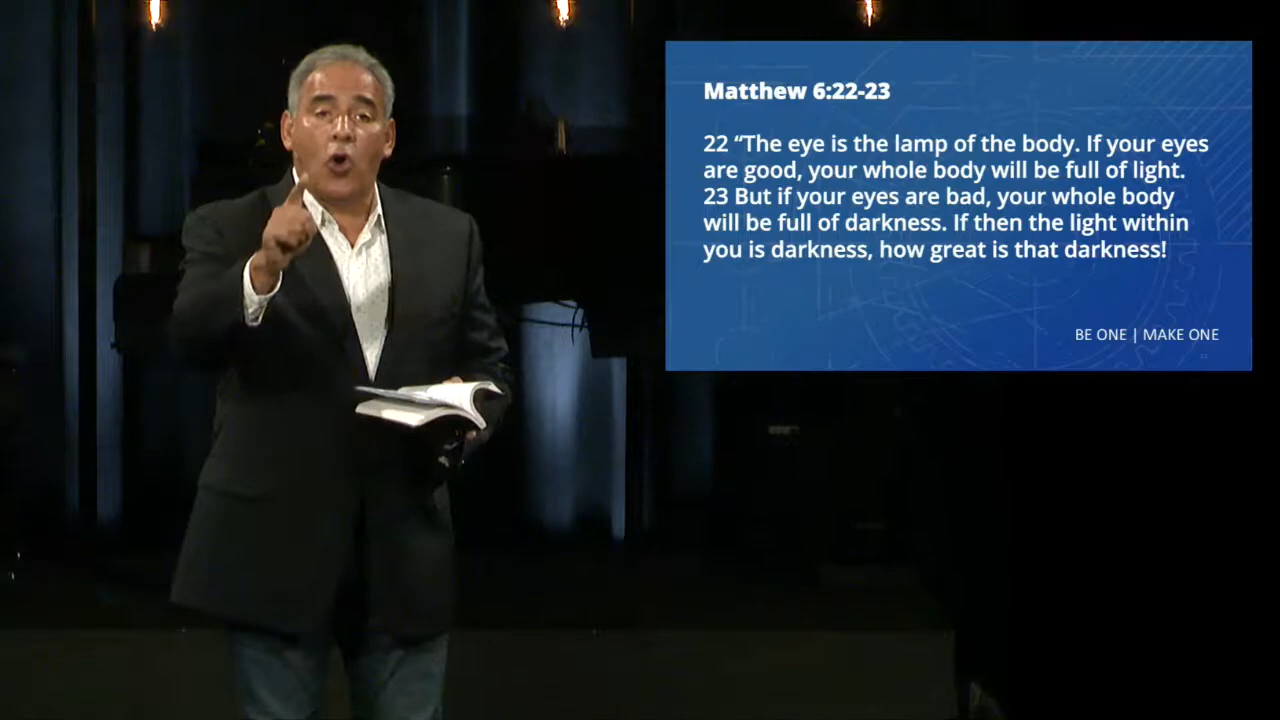 Matthew 6:22-23
22 “The eye is the lamp of the body. If your eyes
are good, your whole body will be full of light.
23 But if your eyes are bad, your whole body
will be full of darkness. If then the light within
you is darkness, how great is that darkness!
BE ONE | MAKE ONE